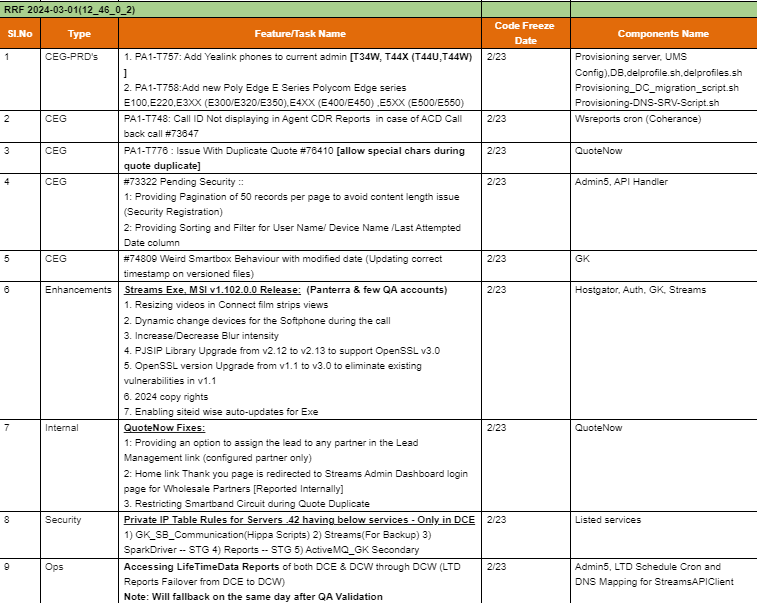 RRF 2024-03-01(12_46_0_2)
Sl.No Type Feature/Task Name Code Freeze Date Components Name
1 CEG-PRD's 1. PA1-T757: Add Yealink phones to current admin [T34W, T44X (T44U,T44W) 2/23 Provisioning server, UMS
] Config),DB,delprofile.sh,delprofiles.sh
2. PA1-T758:Add new Poly Edge E Series Polycom Edge series Provisioning_DC_migration_script.sh
E100,E220,E3XX (E300/E320/E350),E4XX (E400/E450) ,E5XX (E500/E550) Provisioning-DNS-SRV-Script.sh
2 CEG PA1-T748: Call ID Not displaying in Agent CDR Reports in case of ACD Call 2/23 Wsreports cron (Coherance)
back call #73647
3 CEG PA1-T776 : Issue With Duplicate Quote #76410 [allow special chars during 2/23 QuoteNow
quote duplicate]
4 CEG #73322 Pending Security :: 2/23 Admin5, API Handler
1: Providing Pagination of 50 records per page to avoid content length issue
(Security Registration)
2: Providing Sorting and Filter for User Name/ Device Name /Last Attempted
Date column
5 CEG #74809 Weird Smartbox Behaviour with modified date (Updating correct 2/23 GK
timestamp on versioned files)
6 Enhancements Streams Exe, MSI v1.102.0.0 Release: (Panterra & few QA accounts) 2/23 Hostgator, Auth, GK, Streams
1. Resizing videos in Connect film strips views
2. Dynamic change devices for the Softphone during the call
3. Increase/Decrease Blur intensity
4. PJSIP Library Upgrade from v2.12 to v2.13 to support OpenSSL v3.0
5. OpenSSL version Upgrade from v1.1 to v3.0 to eliminate existing
vulnerabilities in v1.1
6. 2024 copy rights
7. Enabling siteid wise auto-updates for Exe
7 Internal QuoteNow Fixes: 2/23 QuoteNow
1: Providing an option to assign the lead to any partner in the Lead
Management link (configured partner only)
2: Home link Thank you page is redirected to Streams Admin Dashboard login
page for Wholesale Partners [Reported Internally]
3. Restricting Smartband Circuit during Quote Duplicate
8 Security Private IP Table Rules for Servers .42 having below services - Only in DCE 2/23 Listed services
1) GK_SB_Communication(Hippa Scripts) 2) Streams(For Backup) 3)
SparkDriver -- STG 4) Reports -- STG 5) ActiveMQ_GK Secondary
9 Ops Accessing LifeTimeData Reports of both DCE & DCW through DCW (LTD 2/23 Admin5, LTD Schedule Cron and
Reports Failover from DCE to DCW) DNS Mapping for StreamsAPIClient
Note: Will fallback on the same day after QA Validation